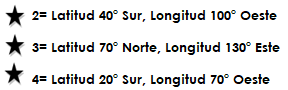 2= Latitud 40° Sur, Longitud 100° Oeste
3= Latitud 70° Norte, Longitud 130° Este
4= Latitud 20° Sur, Longitud 70° Oeste